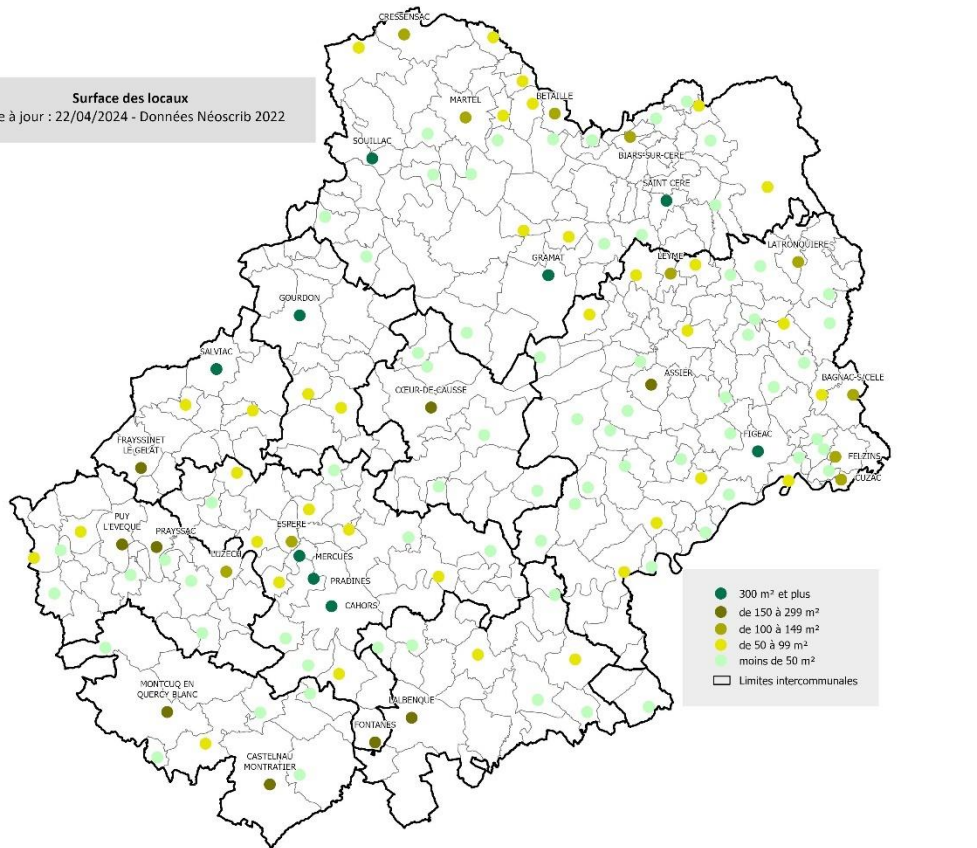 CRESSENSAC
Surface des locaux
e à jour : 22/04/2024 - Données Néoscrib 2022
MARTEL
BETAILLE
SOUILLAC
BIARS-SUR-CERE
SAINT CERE
LATRONQUIERE
LEYME
GRAMAT
GOURDON
SALVIAC
ASSIER
BAGNAC-S/CELE
CŒUR-DE-CAUSSE
FIGEAC
FRAYSSINET
LE GELAT
FELZINS
CUZAC
PUY
L'EVEQUE
PRAYSSAC
ESPERE
LUZECH
MERCUES
PRADINES
CAHORS
300 m² et plus
de 150 à 299 m²
de 100 à 149 m²
de 50 à 99 m²
moins de 50 m²
Limites intercommunales
MONTCUQ EN
QUERCY BLANC
LALBENQUE
FONTANES
CASTELNAU
MONTRATIER